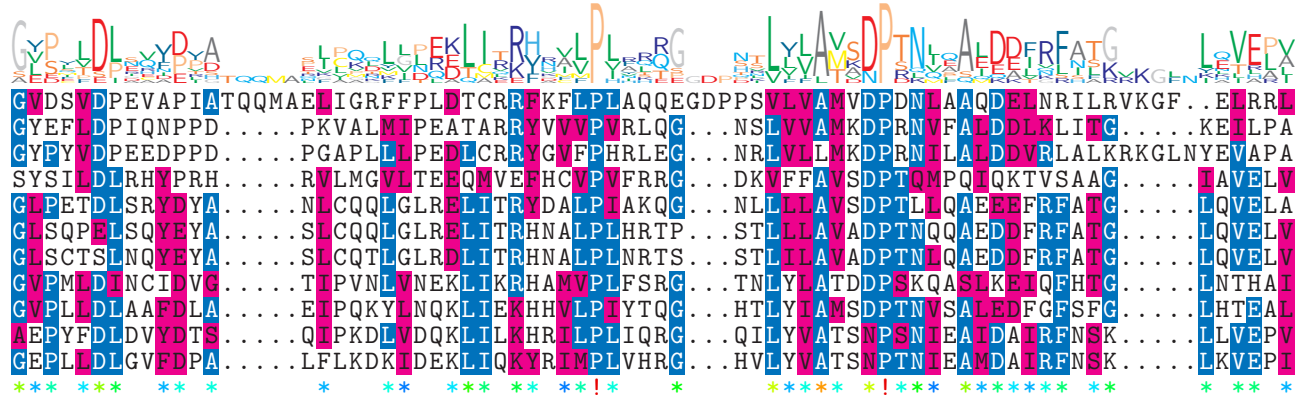 GVDSVDPEVAPIATQQMAELIGRFFPLDTCRRFKFLPLAQQEGDPPSVLVAMVDPDNLAAQDELNRILRVKGF..ELRRL
GYEFLDPIQNPPD.....PKVALMIPEATARRYVVVPVRLQG...NSLVVAMKDPRNVFALDDLKLITG.....KEILPA
GYPYVDPEEDPPD.....PGAPLLLPEDLCRRYGVFPHRLEG...NRLVLLMKDPRNILALDDVRLALKRKGLNYEVAPA
SYSILDLRHYPRH.....RVLMGVLTEEQMVEFHCVPVFRRG...DKVFFAVSDPTQMPQIQKTVSAAG.....IAVELV
GLPETDLSRYDYA.....NLCQQLGLRELITRYDALPIAKQG...NLLLLAVSDPTLLQAEEEFRFATG.....LQVELA
GLSQPELSQYEYA.....SLCQQLGLRELITRHNALPLHRTP...STLLLAVADPTNQQAEDDFRFATG.....LQVELV
GLSCTSLNQYEYA.....SLCQTLGLRDLITRHNALPLNRTS...STLILAVADPTNLQAEDDFRFATG.....LQVELV
GVPMLDINCIDVG.....TIPVNLVNEKLIKRHAMVPLFSRG...TNLYLATDDPSKQASLKEIQFHTG.....LNTHAI
GVPLLDLAAFDLA.....EIPQKYLNQKLIEKHHVLPIYTQG...HTLYIAMSDPTNVSALEDFGFSFG.....LHTEAL
AEPYFDLDVYDTS.....QIPKDLVDQKLILKHRILPLIQRG...QILYVATSNPSNIEAIDAIRFNSK.....LLVEPV
GEPLLDLGVFDPA.....LFLKDKIDEKLIQKYRIMPLVHRG...HVLYVATSNPTNIEAMDAIRFNSK.....LKVEPI
*** ***  ** *      *   **  *** ** **!*   *     ***** *!*** ******* **     * ** *